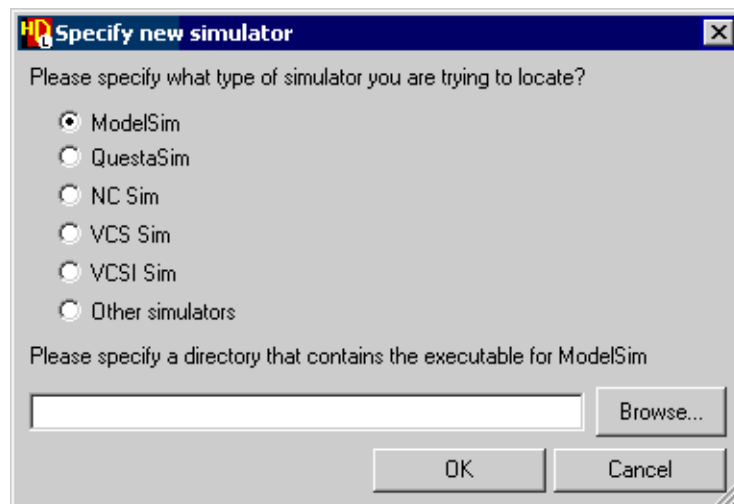 HDL Specify new simulator
Please specify what type of simulator you are trying to locate?
ModelSim
QuestaSim
NC Sim
VCS Sim
VCSI Sim
Other simulators
Please specify a directory that contains the executable for ModelSim
Browse...
OK Cancel